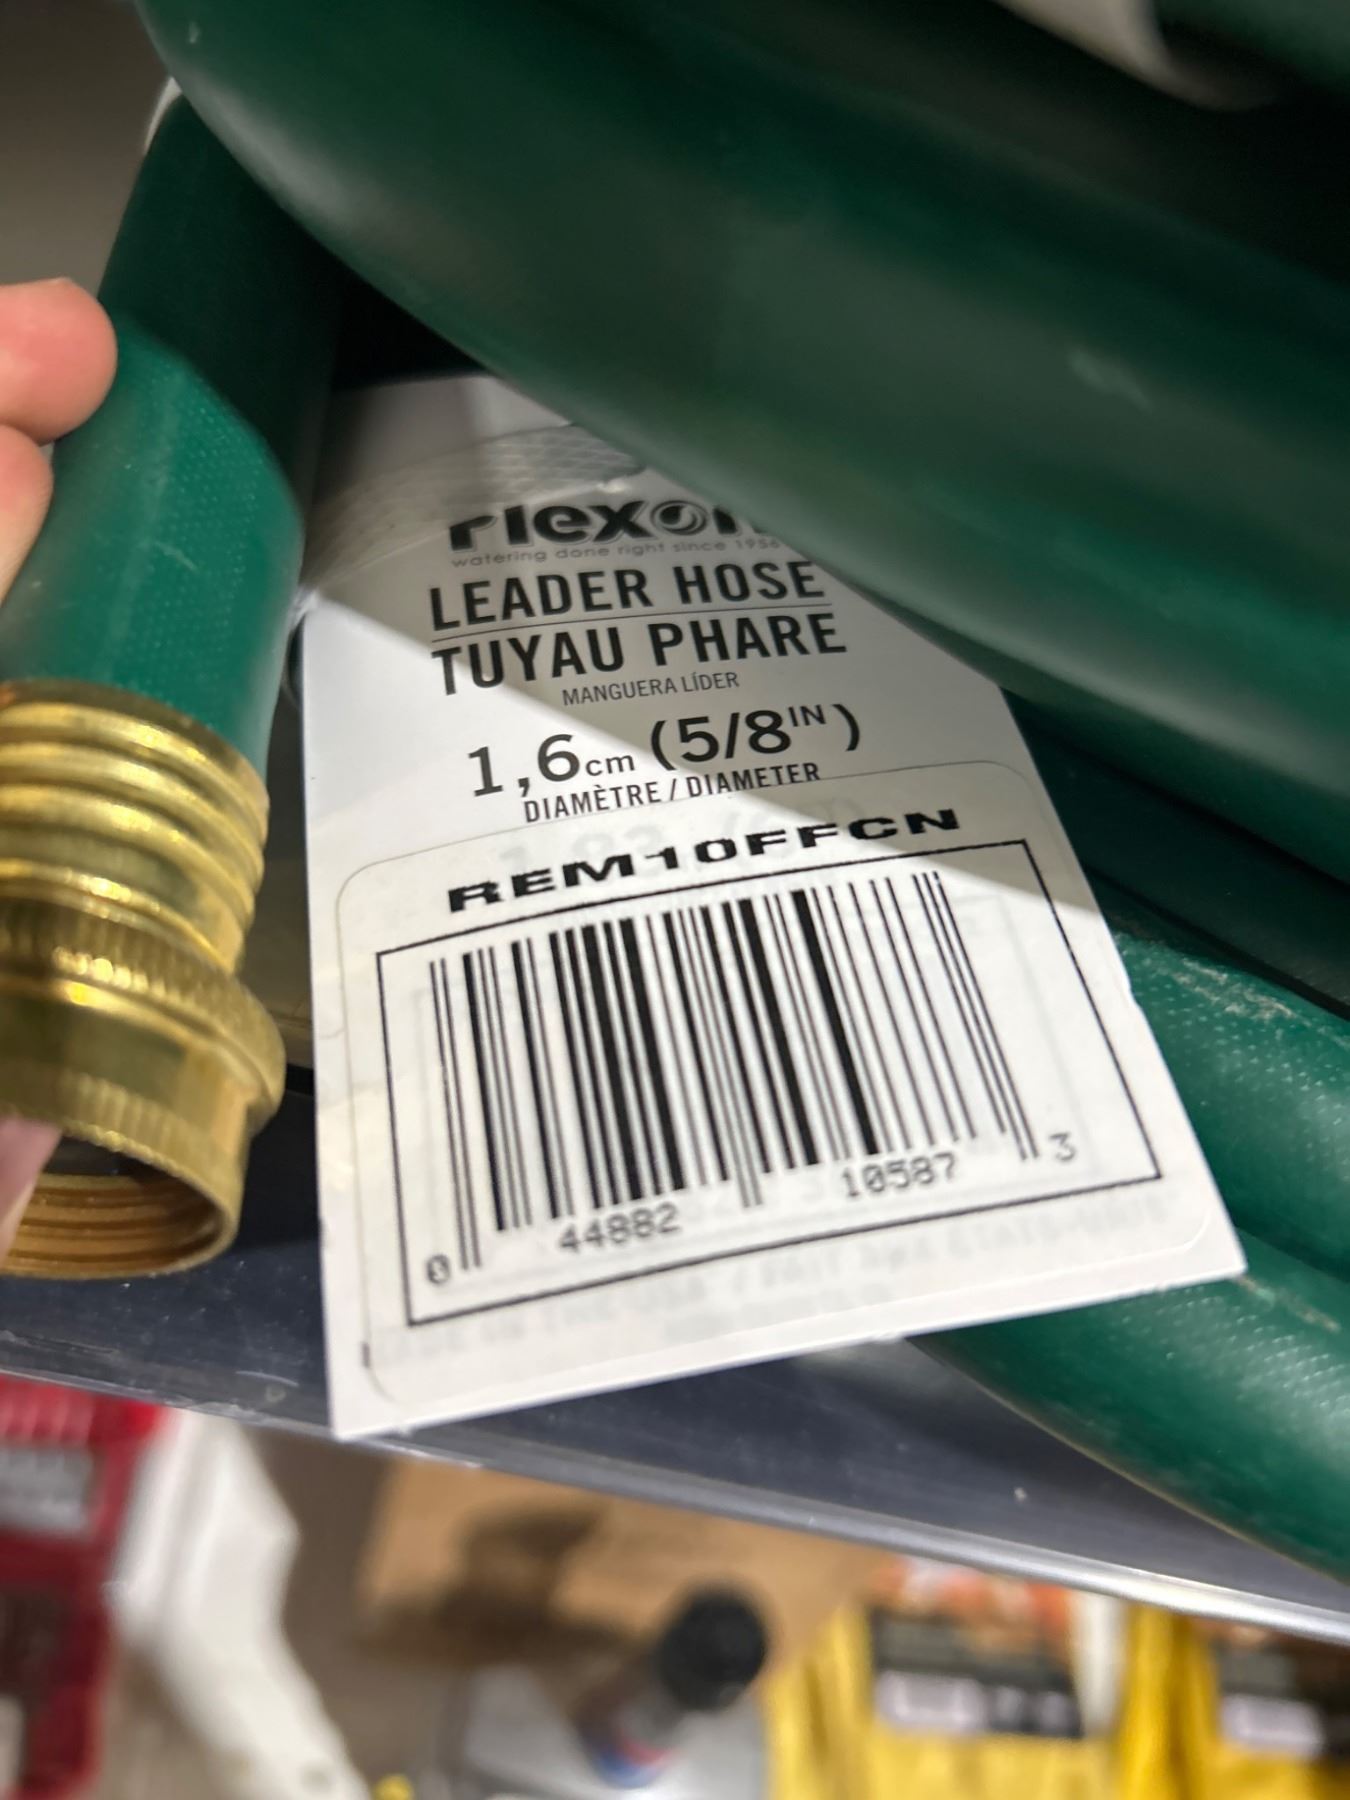 flexon
watering done right since 1956
LEADER HOSE
TUYAU PHARE
MANGUERA LÍDER
1,6cm (5/8IN)
DIAMÈTRE / DIAMETER
REM10FFCN
0 44882 10587 3